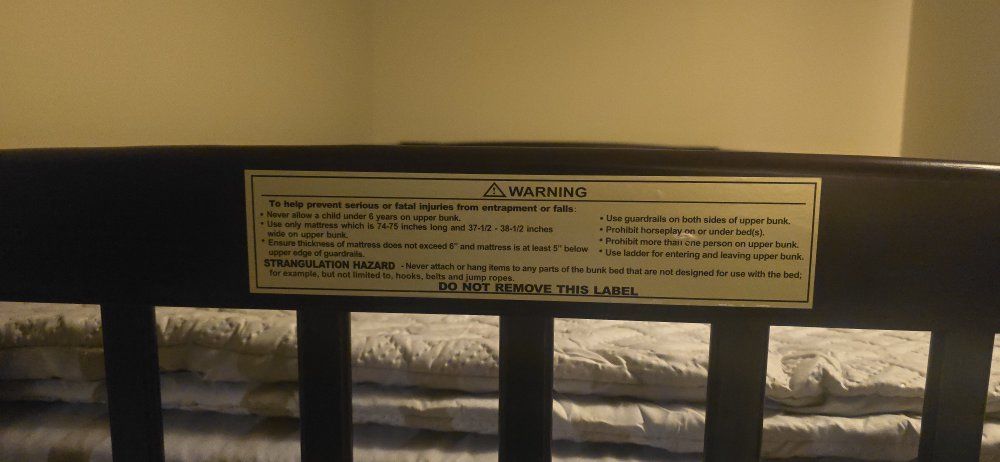 WARNING
To help prevent serious or fatal injuries from entrapment or falls:
• Never allow a child under 6 years on upper bunk.
• Use only mattress which is 74-75 inches long and 37-1/2 - 38-1/2 inches
wide on upper bunk.
• Ensure thickness of mattress does not exceed 6" and mattress is at least 5" below
upper edge of guardrails.
• Use guardrails on both sides of upper bunk.
• Prohibit horseplay on or under bed(s).
• Prohibit more than one person on upper bunk.
• Use ladder for entering and leaving upper bunk.
STRANGULATION HAZARD - Never attach or hang items to any parts of the bunk bed that are not designed for use with the bed;
for example, but not limited to, hooks, belts and jump ropes.
DO NOT REMOVE THIS LABEL